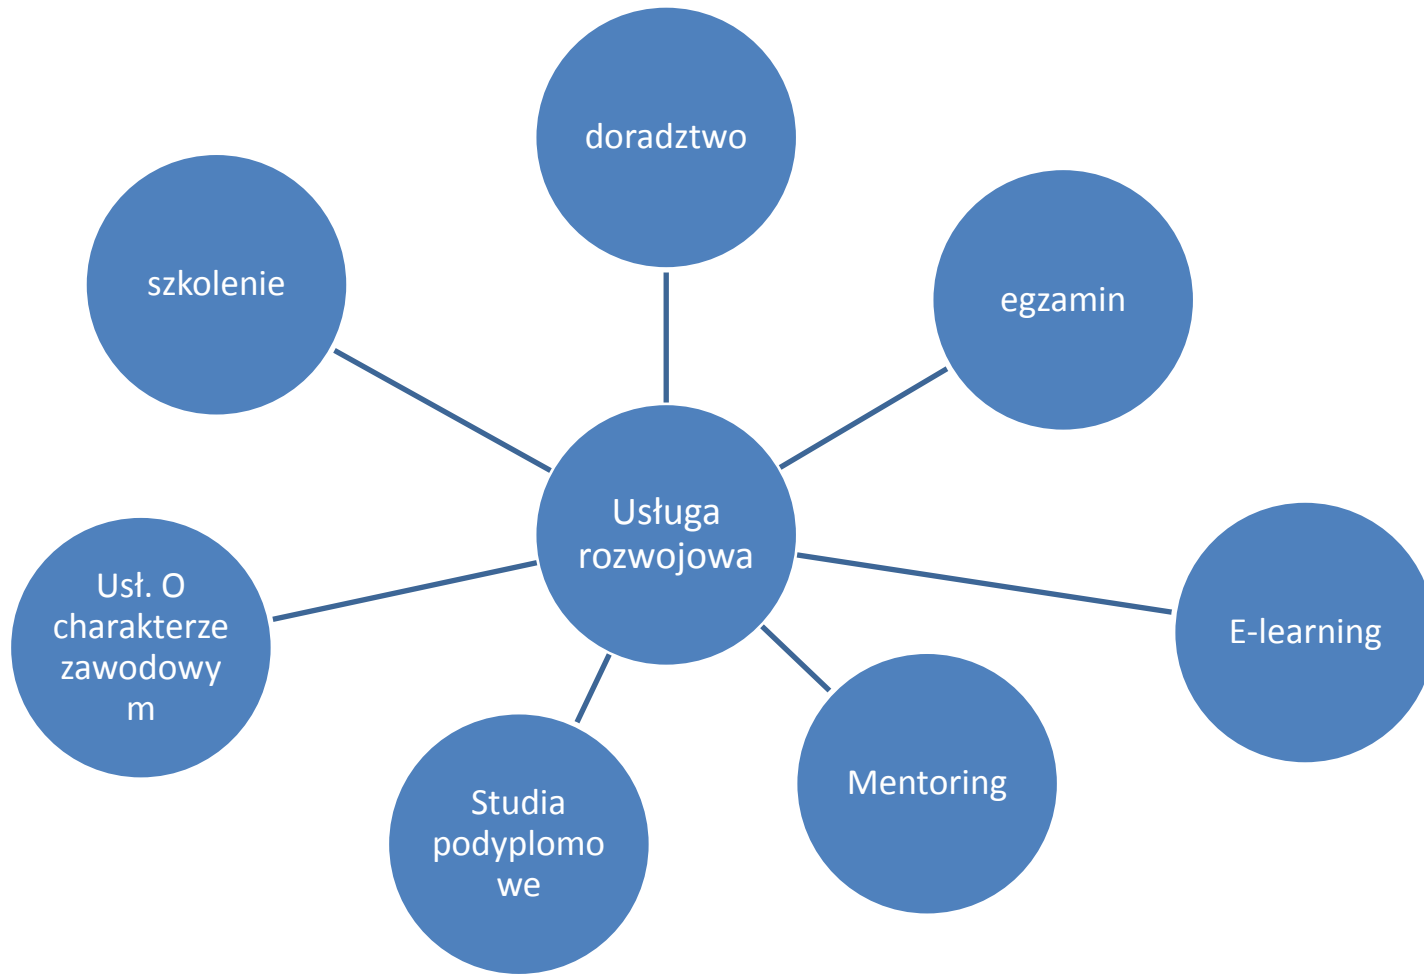 doradztwo
szkolenie
egzamin
Usługa
rozwojowa
Usł. O
charakterze
zawodowy
m
E-learning
Mentoring
Studia
podyplomo
we